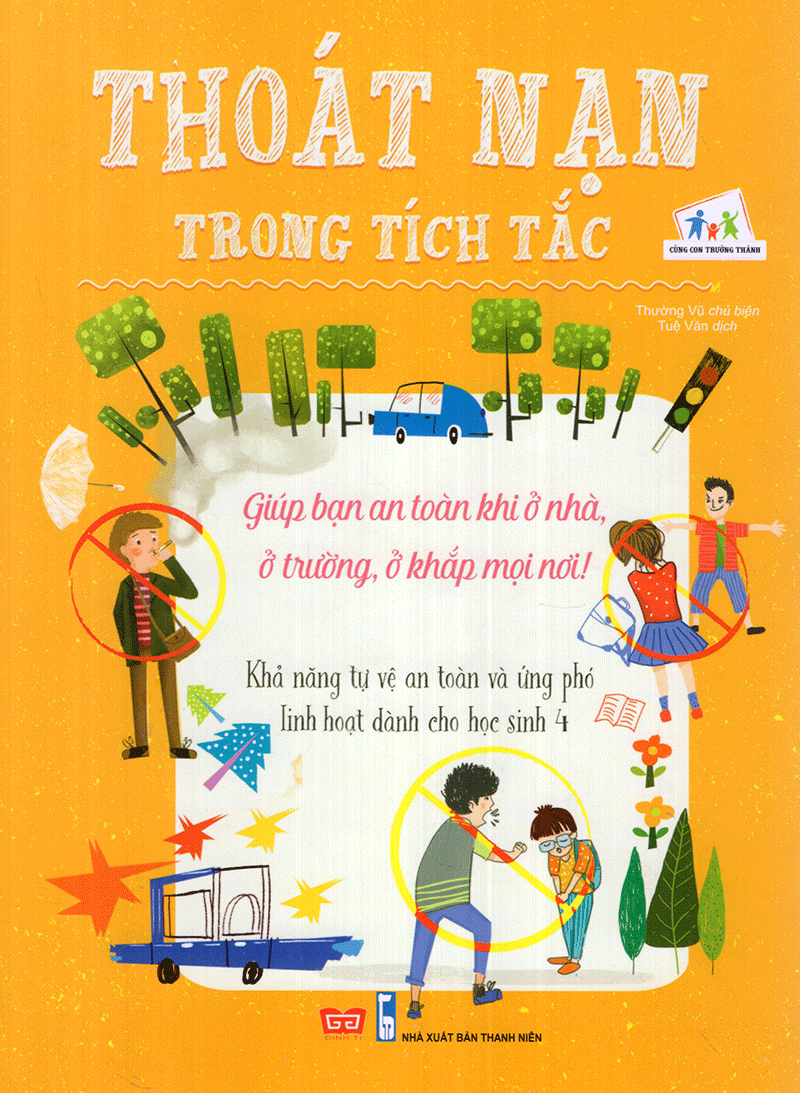 THOÁT NẠN
TRONG TÍCH TẮC
CÙNG CON TRƯỞNG THÀNH
Thường Vũ chủ biên
Tuệ Văn dịch
Giúp bạn an toàn khi ở nhà,
ở trường, ở khắp mọi nơi!
Khả năng tự vệ an toàn và ứng phó
linh hoạt dành cho học sinh 4
ĐINH TỊ
NHÀ XUẤT BẢN THANH NIÊN